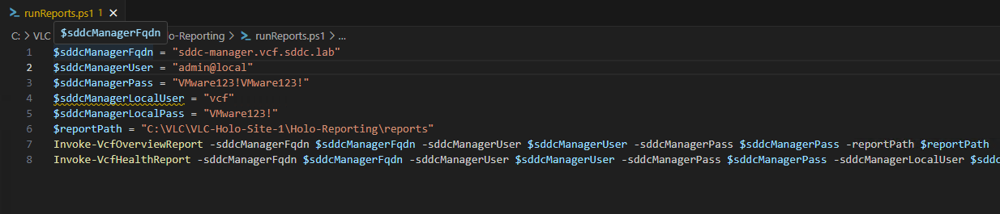 runReports.ps1 1
C: > VLC $sddcManagerFqdn o-Reporting > runReports.ps1 > ...
1 $sddcManagerFqdn = "sddc-manager.vcf.sddc.lab"
2 $sddcManagerUser = "admin@local"
3 $sddcManagerPass = "VMware123!VMware123!"
4 $sddcManagerLocalUser = "vcf"
5 $sddcManagerLocalPass = "VMware123!"
6 $reportPath = "C:\VLC\VLC-Holo-Site-1\Holo-Reporting\reports"
7 Invoke-VcfOverviewReport -sddcManagerFqdn $sddcManagerFqdn -sddcManagerUser $sddcManagerUser -sddcManagerPass $sddcManagerPass -reportPath $reportPath
8 Invoke-VcfHealthReport -sddcManagerFqdn $sddcManagerFqdn -sddcManagerUser $sddcManagerUser -sddcManagerPass $sddcManagerPass -sddcManagerLocalUser $sddc